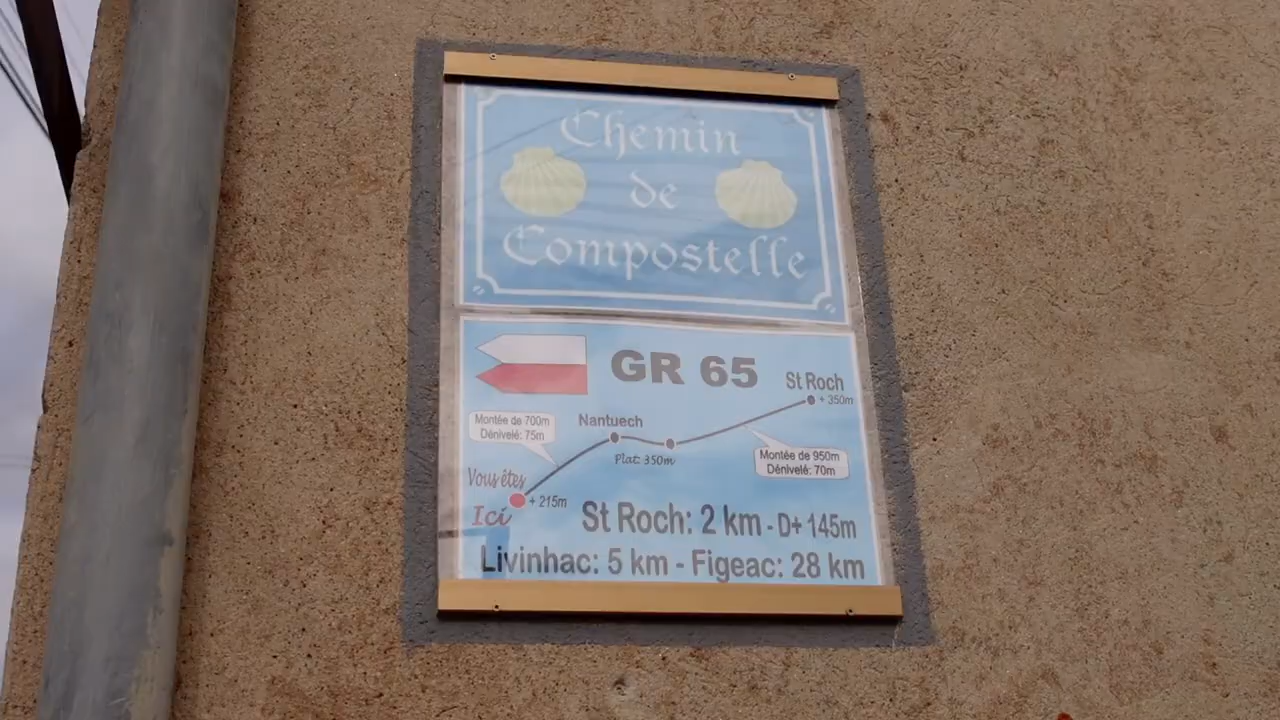 Chemin
de
Compostelle
GR 65
St Roch
+ 350m
Montée de 700m
Dénivelé: 75m
Nantuech
Plat: 350m
Montée de 950m
Dénivelé: 70m
Vous êtes
Ici
+ 215m
St Roch: 2 km - D+ 145m
Livinhac: 5 km - Figeac: 28 km